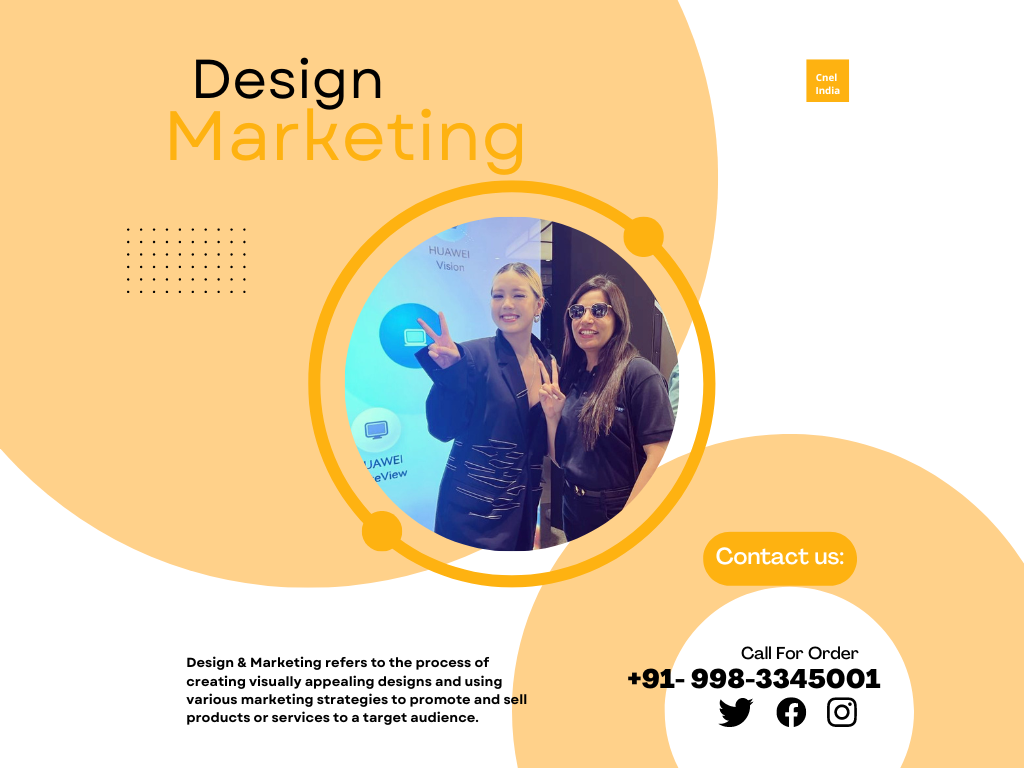 Design
Marketing
Cnel
India
HUAWEI
Vision
UAWEI
eView
Contact us:
Call For Order
+91- 998-3345001
Design & Marketing refers to the process of
creating visually appealing designs and using
various marketing strategies to promote and sell
products or services to a target audience.